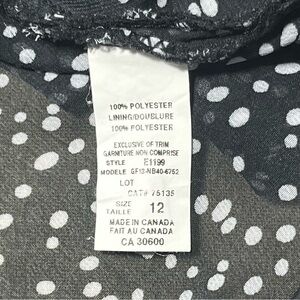 100% POLYESTER
LINING/DOUBLURE
100% POLYESTER
EXCLUSIVE OF TRIM
GARNITURE NON COMPRISE
STYLE E1199
MODELE GF13-NB40-6752
LOT
CAT# 75135
SIZE
TAILLE 12
MADE IN CANADA
FAIT AU CANADA
CA 30600